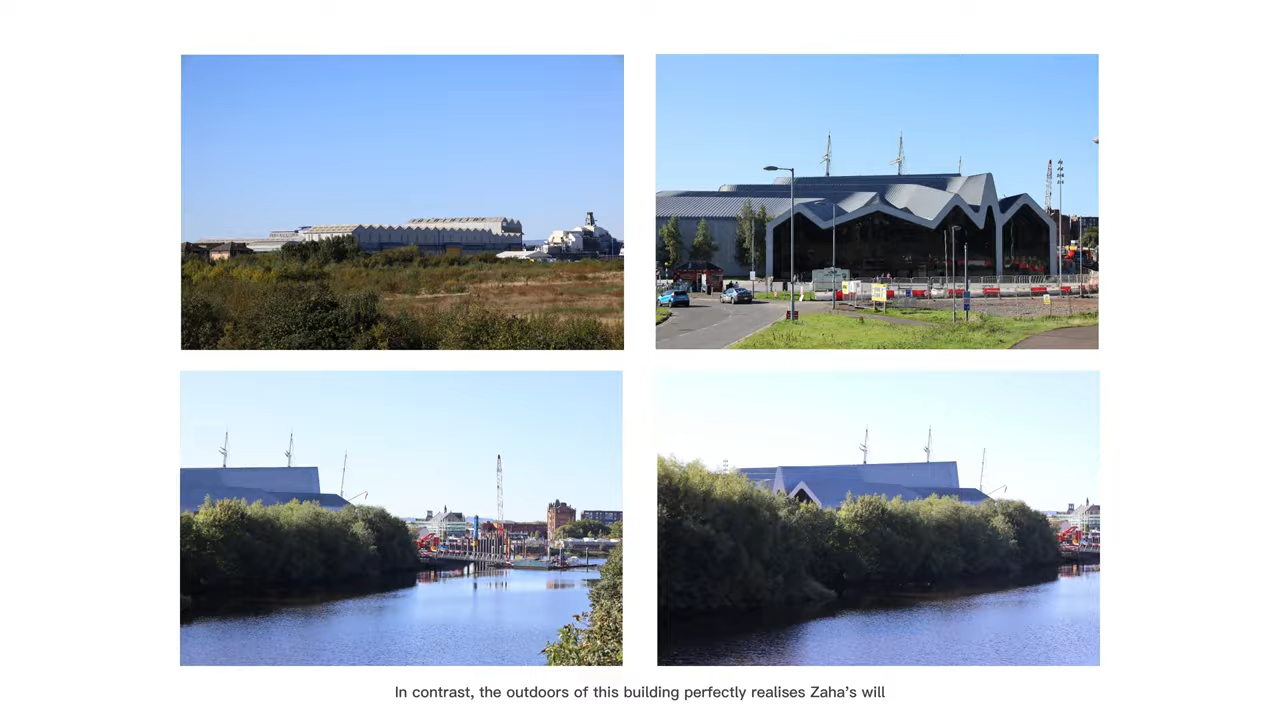 In contrast, the outdoors of this building perfectly realises Zaha's will